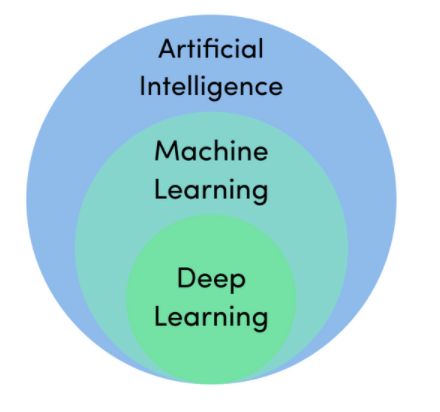 Artificial
Intelligence
Machine
Learning
Deep
Learning